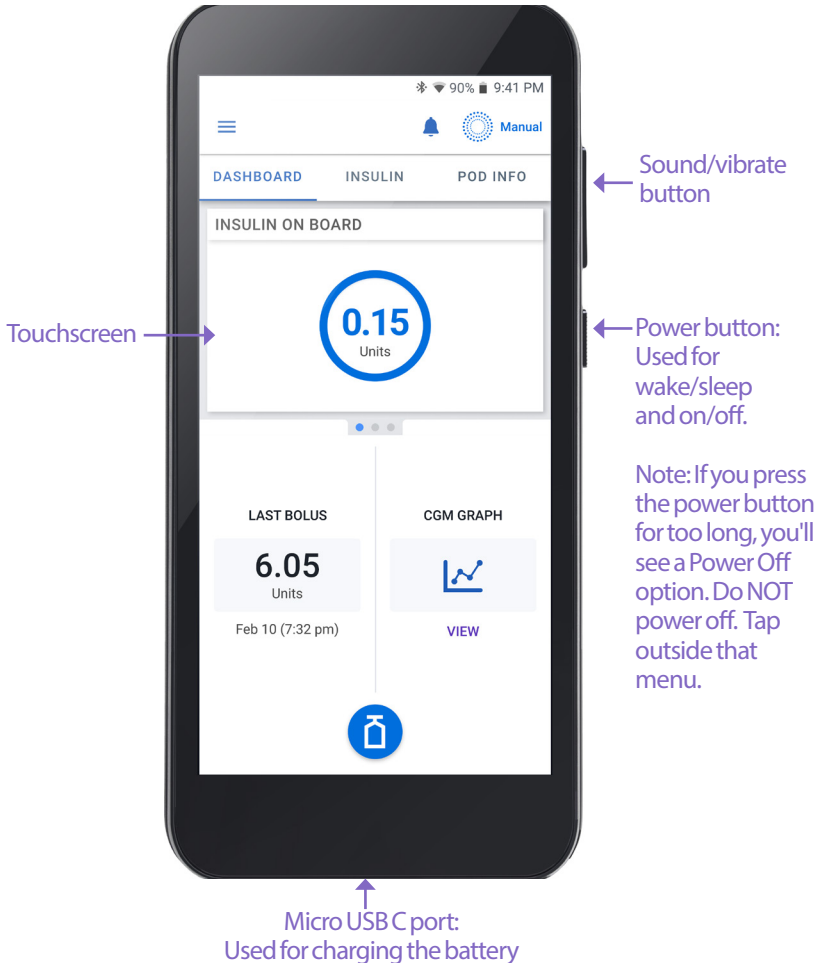 90% 9:41 PM
Manual
DASHBOARD INSULIN POD INFO
INSULIN ON BOARD
0.15
Units
LAST BOLUS
6.05
Units
Feb 10 (7:32 pm)
CGM GRAPH
VIEW
Touchscreen
Sound/vibrate
button
Power button:
Used for
wake/sleep
and on/off.
Note: If you press
the power button
for too long, you'll
see a Power Off
option. Do NOT
power off. Tap
outside that
menu.
Micro USB C port:
Used for charging the battery